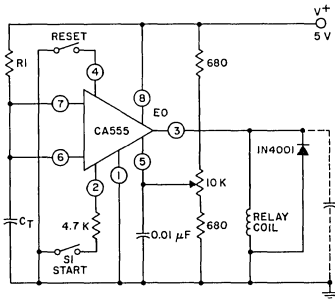 V+
5 V
RESET
R1
680
4
8
7
EO
CA555
3
1N4001
6
5
10 K
2
1
RELAY
COIL
CT
4.7 K
680
0.01 µF
S1
START